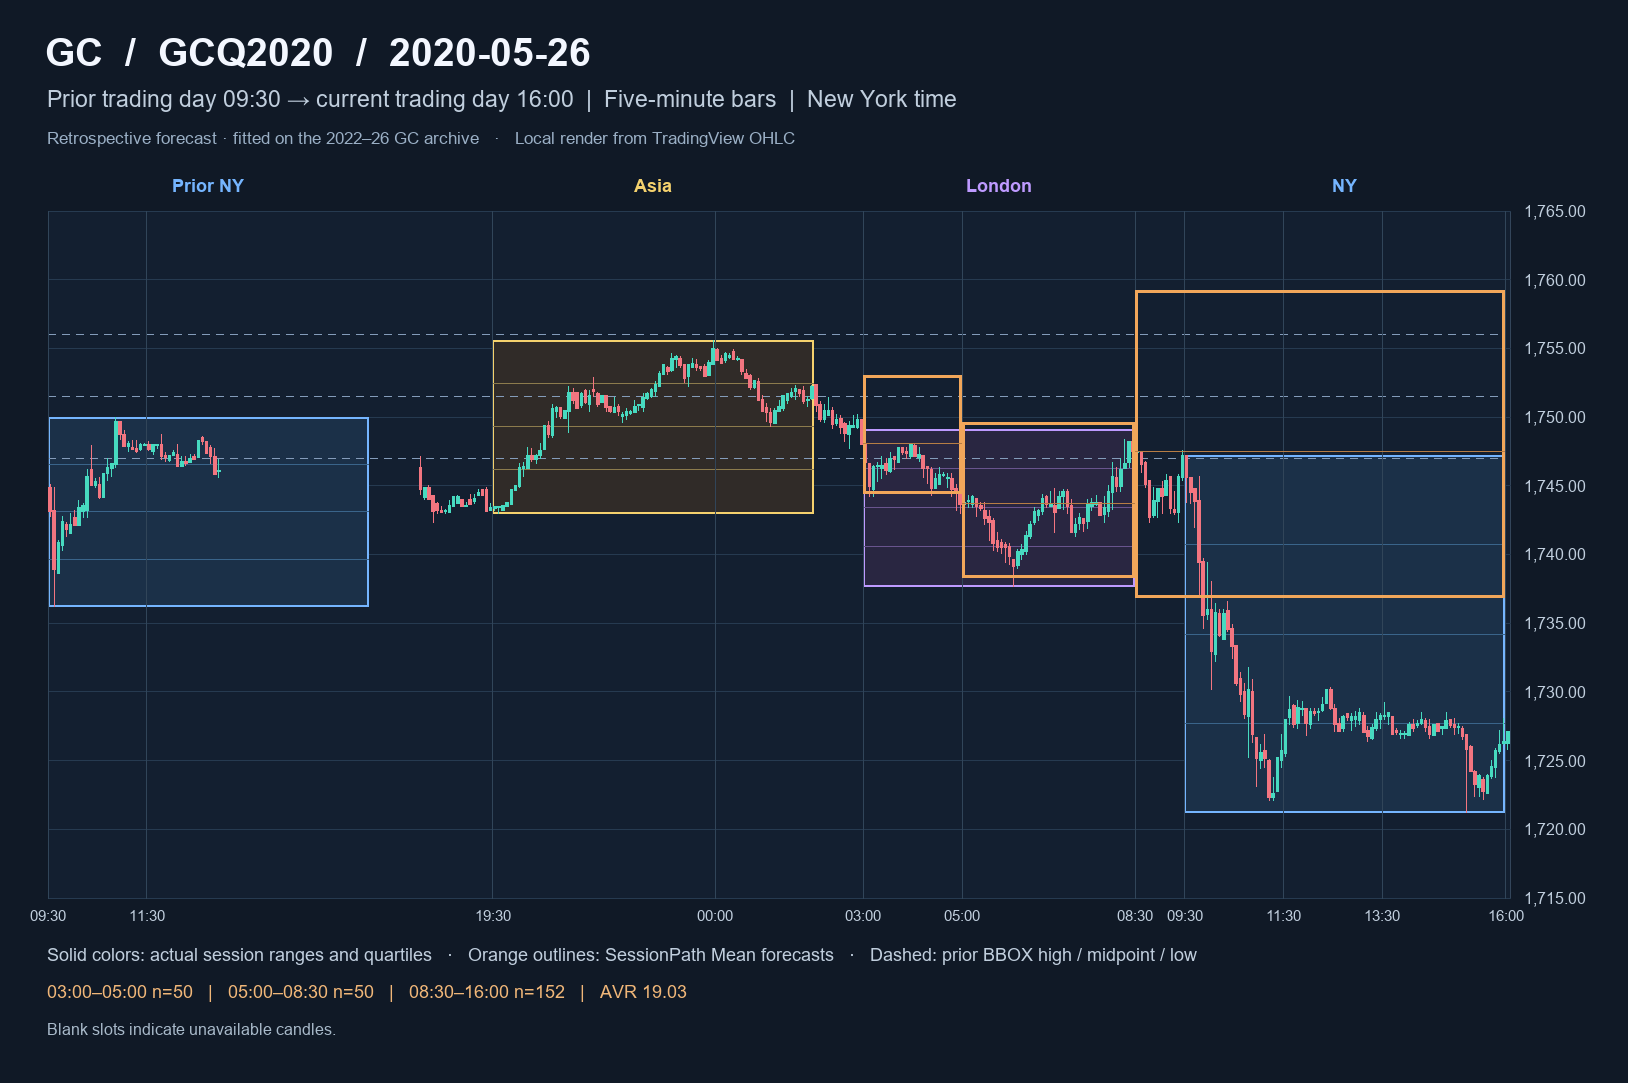 GC / GCQ2020 / 2020-05-26
Prior trading day 09:30 → current trading day 16:00 | Five-minute bars | New York time
Retrospective forecast · fitted on the 2022–26 GC archive · Local render from TradingView OHLC
Prior NY Asia London NY
1,765.00
1,760.00
1,755.00
1,750.00
1,745.00
1,740.00
1,735.00
1,730.00
1,725.00
1,720.00
1,715.00
09:30 11:30 19:30 00:00 03:00 05:00 08:30 09:30 11:30 13:30 16:00
Solid colors: actual session ranges and quartiles · Orange outlines: SessionPath Mean forecasts · Dashed: prior BBOX high / midpoint / low
03:00–05:00 n=50 | 05:00–08:30 n=50 | 08:30–16:00 n=152 | AVR 19.03
Blank slots indicate unavailable candles.